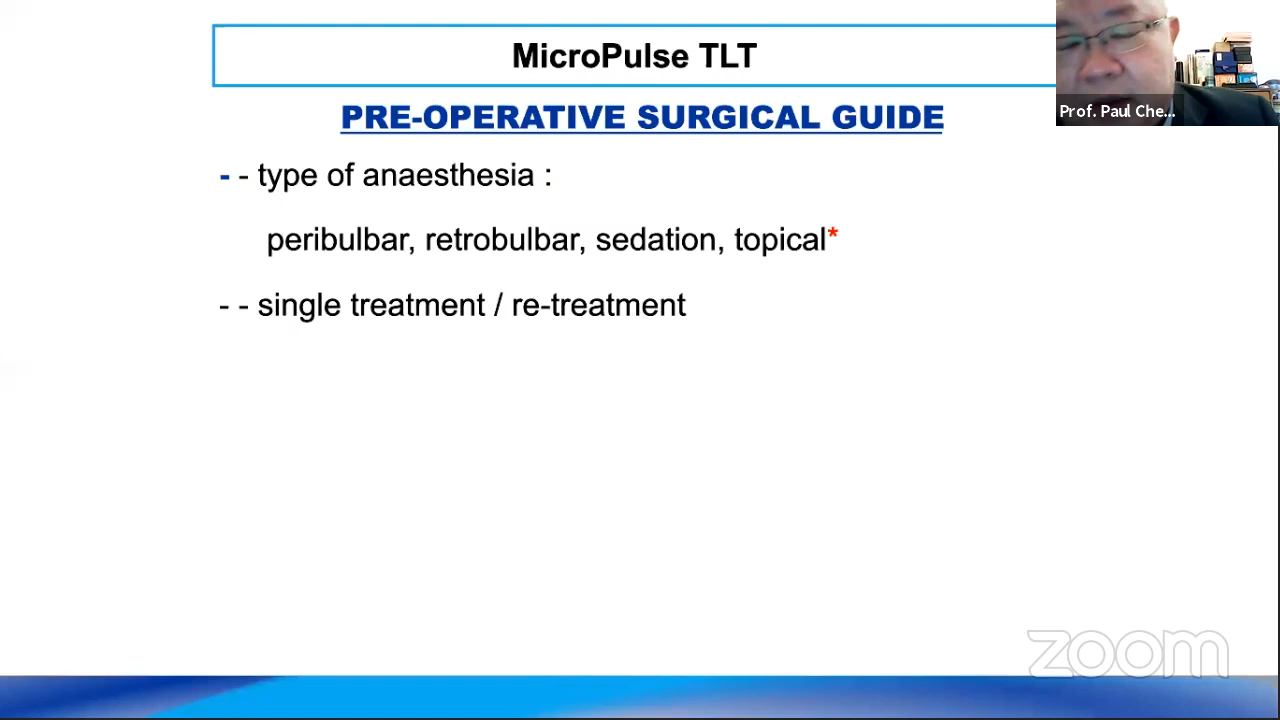 MicroPulse TLT
PRE-OPERATIVE SURGICAL GUIDE
- - type of anaesthesia :
peribulbar, retrobulbar, sedation, topical*
- - single treatment / re-treatment
Prof. Paul Che...
zoom